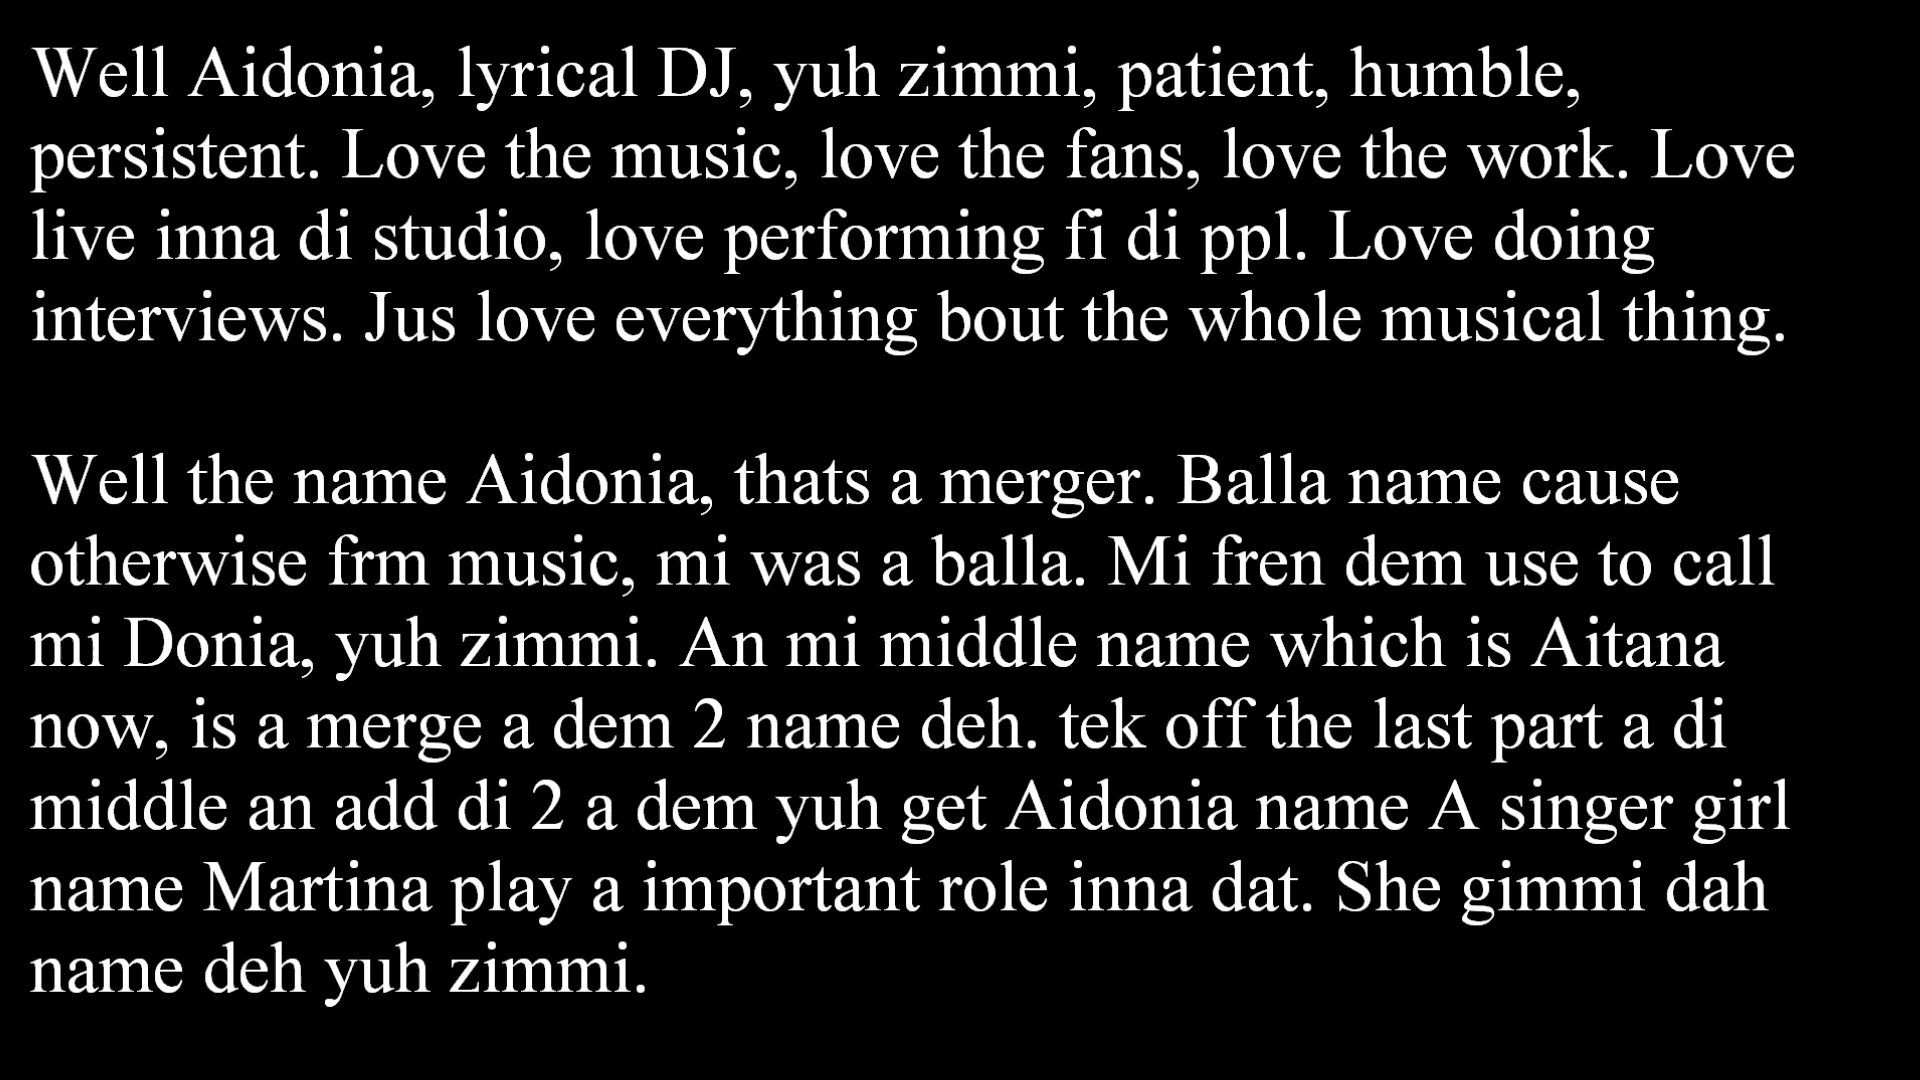 Well Aidonia, lyrical DJ, yuh zimmi, patient, humble,
persistent. Love the music, love the fans, love the work. Love
live inna di studio, love performing fi di ppl. Love doing
interviews. Jus love everything bout the whole musical thing.
Well the name Aidonia, thats a merger. Balla name cause
otherwise frm music, mi was a balla. Mi fren dem use to call
mi Donia, yuh zimmi. An mi middle name which is Aitana
now, is a merge a dem 2 name deh. tek off the last part a di
middle an add di 2 a dem yuh get Aidonia name A singer girl
name Martina play a important role inna dat. She gimmi dah
name deh yuh zimmi.